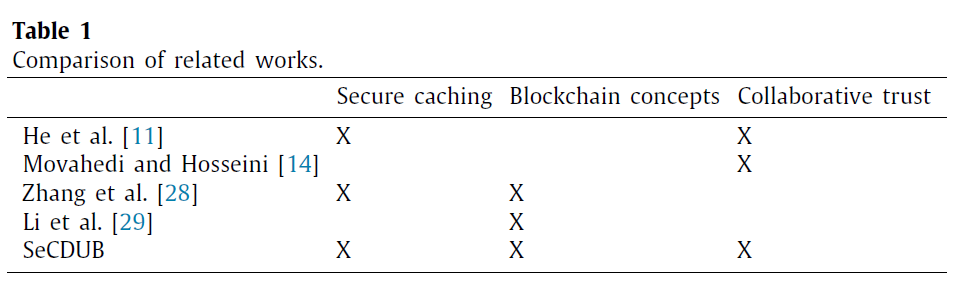 Table 1
Comparison of related works.
Secure caching Blockchain concepts Collaborative trust
He et al. [11] X X
Movahedi and Hosseini [14] X
Zhang et al. [28] X X
Li et al. [29] X
SeCDUB X X X